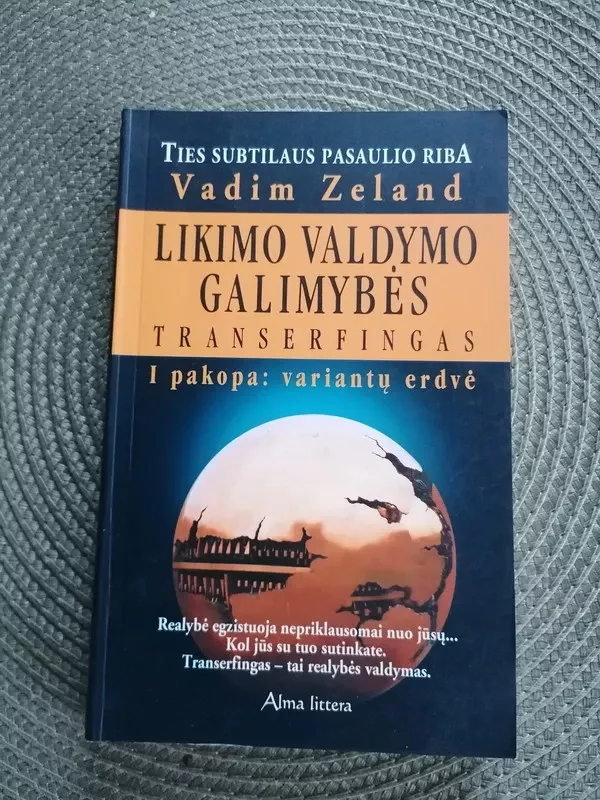 TIES SUBTILAUS PASAULIO RIBA
Vadim Zeland
LIKIMO VALDYMO
GALIMYBĖS
TRANSERFINGAS
I pakopa: variantų erdvė
Realybė egzistuoja nepriklausomai nuo jūsų...
Kol jūs su tuo sutinkate.
Transerfingas – tai realybės valdymas.
Alma littera